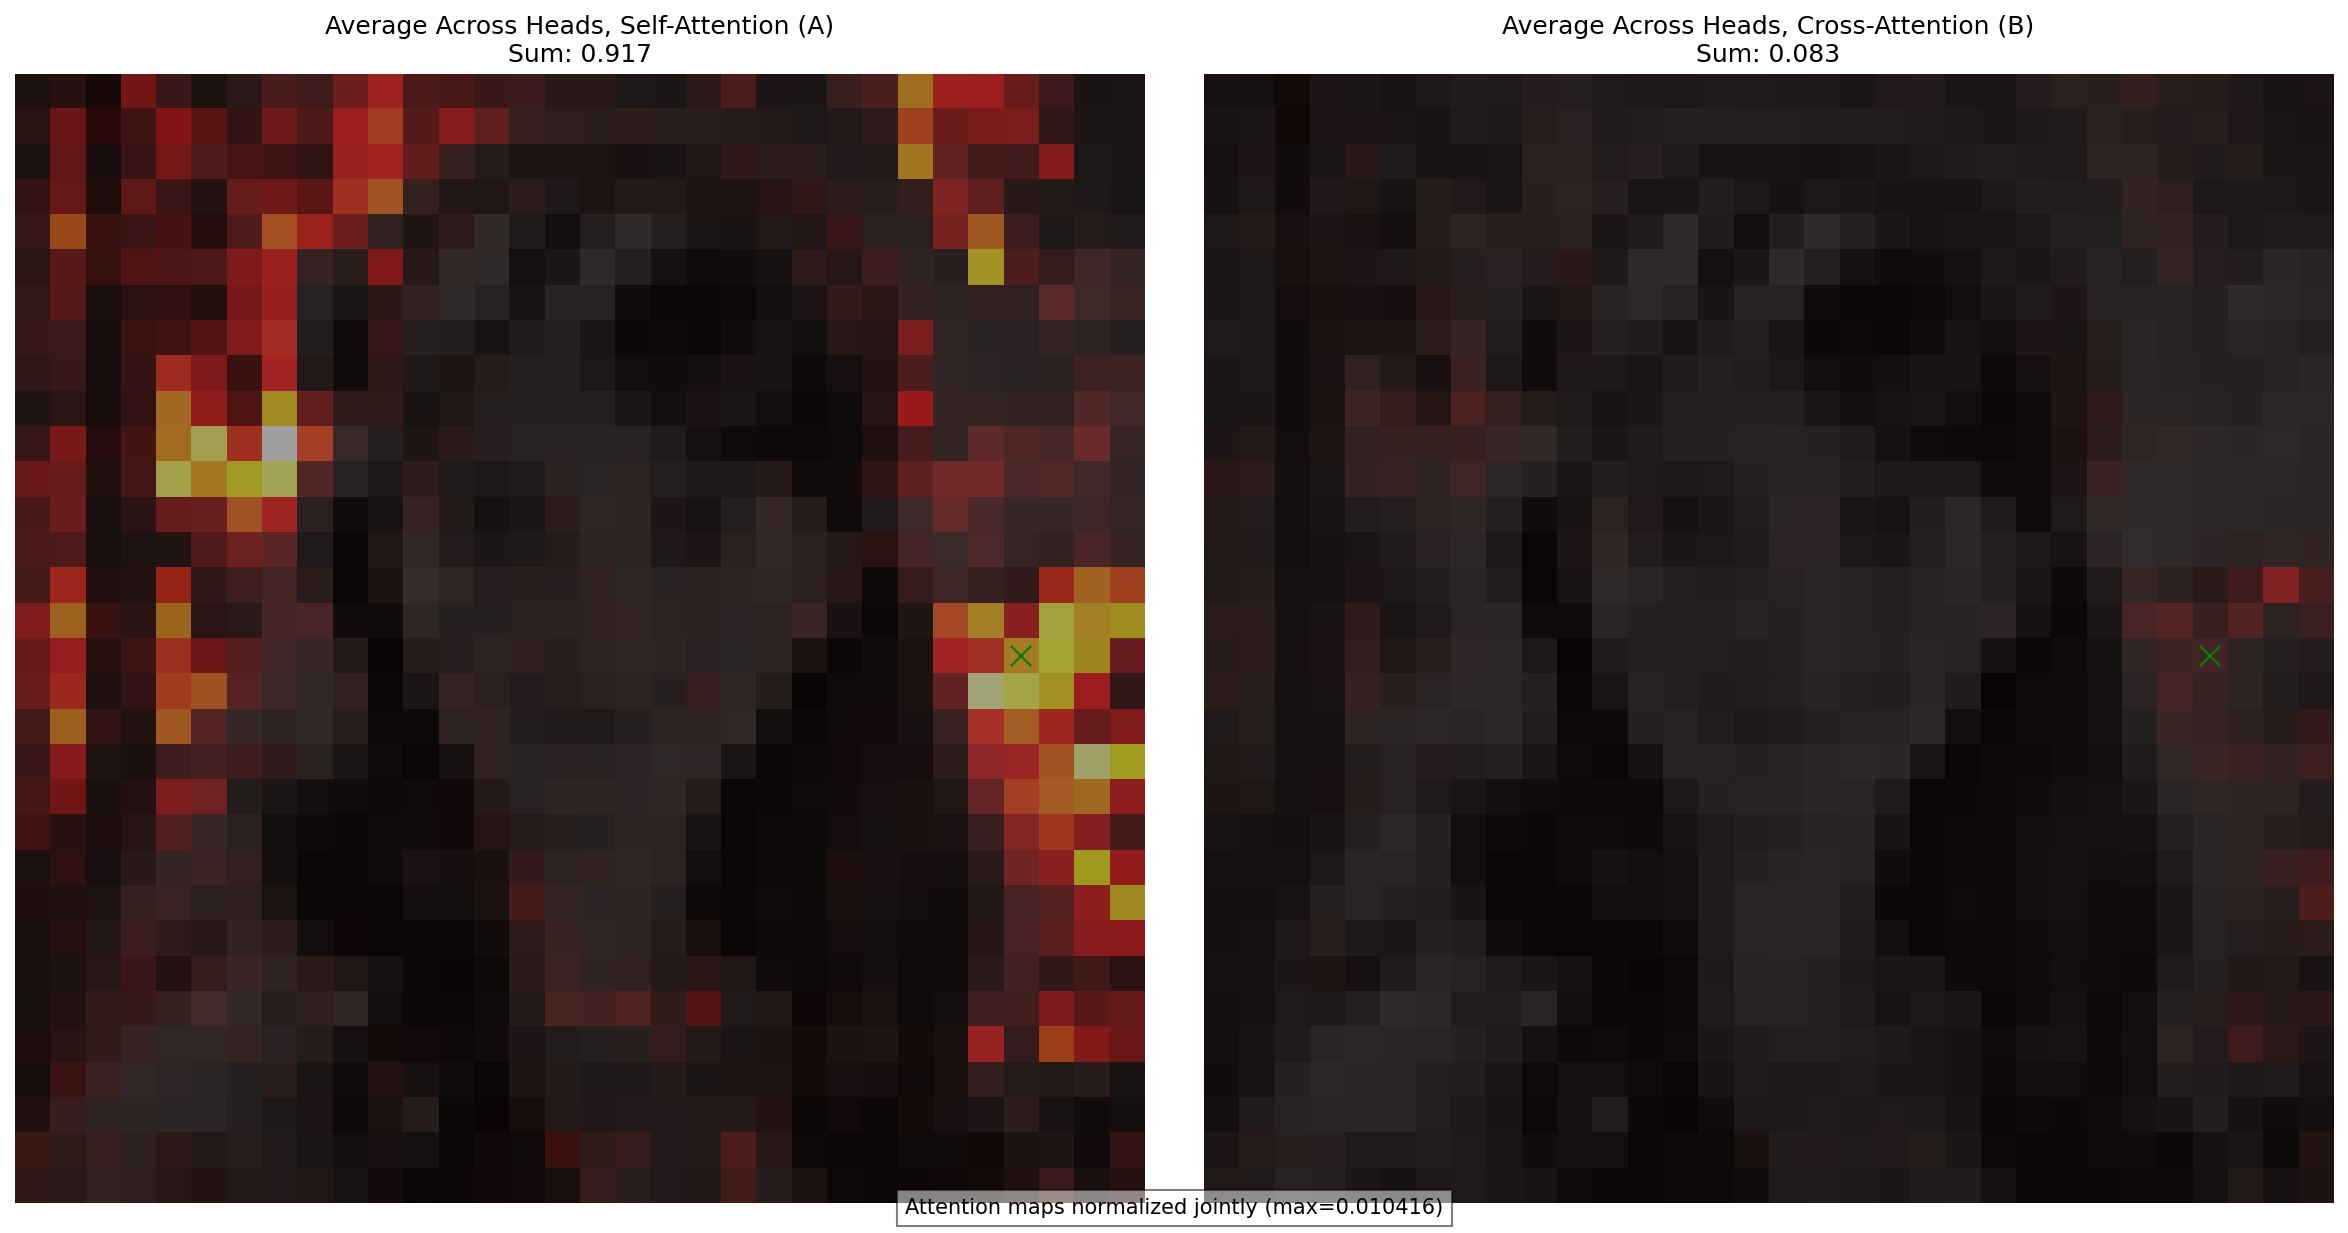 Average Across Heads, Self-Attention (A)
Sum: 0.917
Average Across Heads, Cross-Attention (B)
Sum: 0.083
Attention maps normalized jointly (max=0.010416)